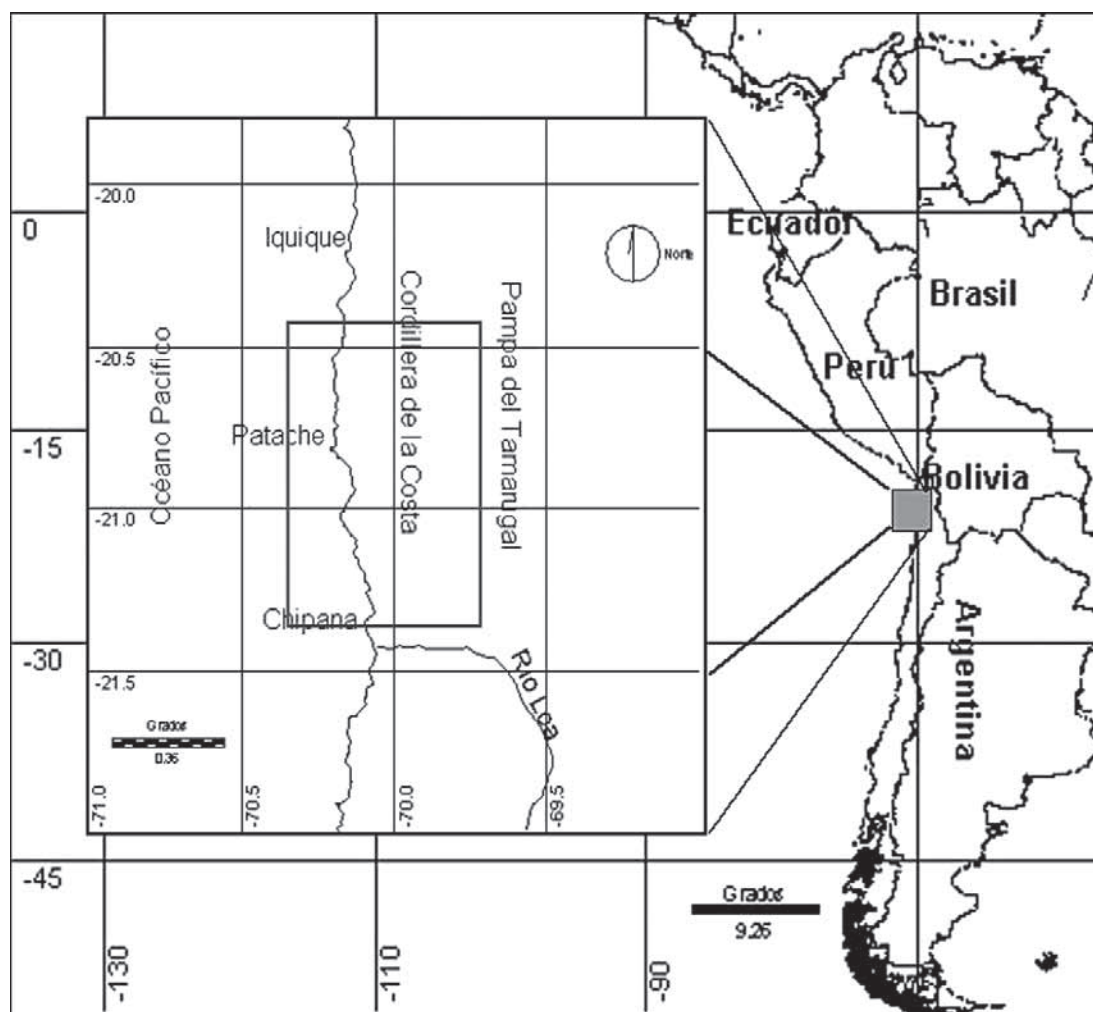 -20.0
Iquique
Norte
Cordillera de la Costa
Pampa del Tamarugal
Océano Pacífico
-20.5
Patache
-21.0
Chipana
-21.5
Río Loa
Grados
0.36
-71.0
-70.5
-70.0
-69.5
0
Ecuador
Brasil
Perú
-15
Bolivia
-30
Argentina
-45
Grados
9.26
-130
-110
-90